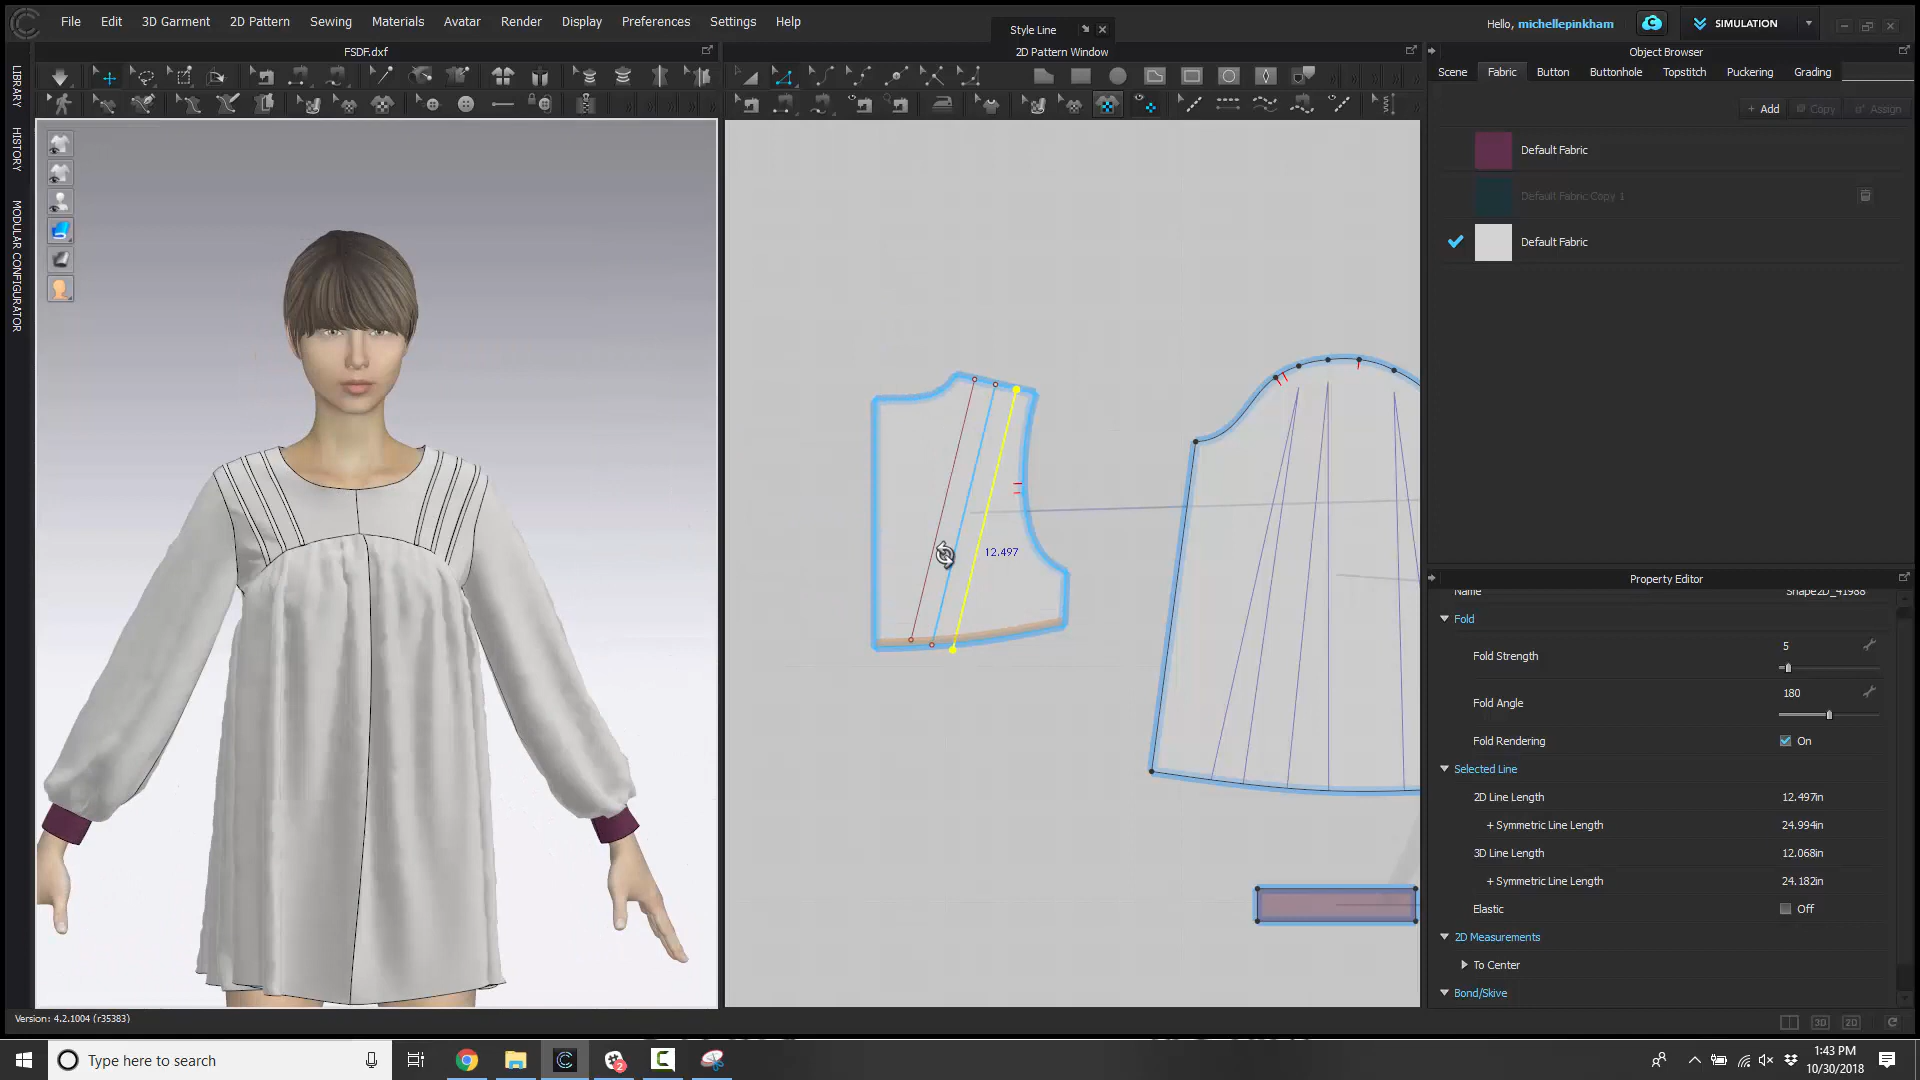 File Edit 3D Garment 2D Pattern Sewing Materials Avatar Render Display Preferences Settings Help
Style Line
Hello, michellepinkham
SIMULATION
FSDF.dxf
2D Pattern Window
Object Browser
LIBRARY
HISTORY
MODULAR CONFIGURATOR
Scene Fabric Button Buttonhole Topstitch Puckering Grading
+ Add Copy Assign
Default Fabric
Default Fabric Copy 1
Default Fabric
12.497
Property Editor
Name Shape2D_41988
Fold
Fold Strength 5
Fold Angle 180
Fold Rendering On
Selected Line
2D Line Length 12.497in
+ Symmetric Line Length 24.994in
3D Line Length 12.068in
+ Symmetric Line Length 24.182in
Elastic Off
2D Measurements
To Center
Bond/Skive
Version: 4.2.1004 (r35383)
3D 2D
Type here to search
2
1:43 PM
10/30/2018